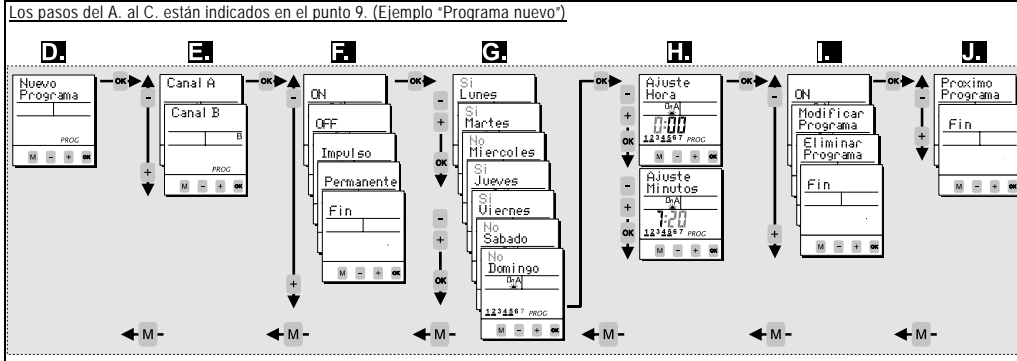 Los pasos del A. al C. están indicados en el punto 9. (Ejemplo "Programa nuevo")
D.
E.
F.
G.
H.
I.
J.
Nuevo
Programa
PROG
M - + OK
OK
-
+
Canal A
Canal B
B
PROG
M - + OK
OK
-
+
ON
OFF
Impulso
Permanente
Fin
M - + OK
OK
-
+
OK
-
+
OK
Si
Lunes
Si
Martes
No
Miercoles
Si
Jueves
Si
Viernes
No
Sabado
No
Domingo
OnA
1234567 PROG
M - + OK
OK
-
+
OK
-
+
OK
Ajuste
Hora
OnA
0:00
1234567 PROG
M - + OK
Ajuste
Minutos
OnA
7:20
1234567 PROG
M - + OK
OK
-
+
ON
Modificar
Programa
Eliminar
Programa
Fin
M - + OK
OK
-
+
Proximo
Programa
Fin
M - + OK
M
M
M
M
M
M